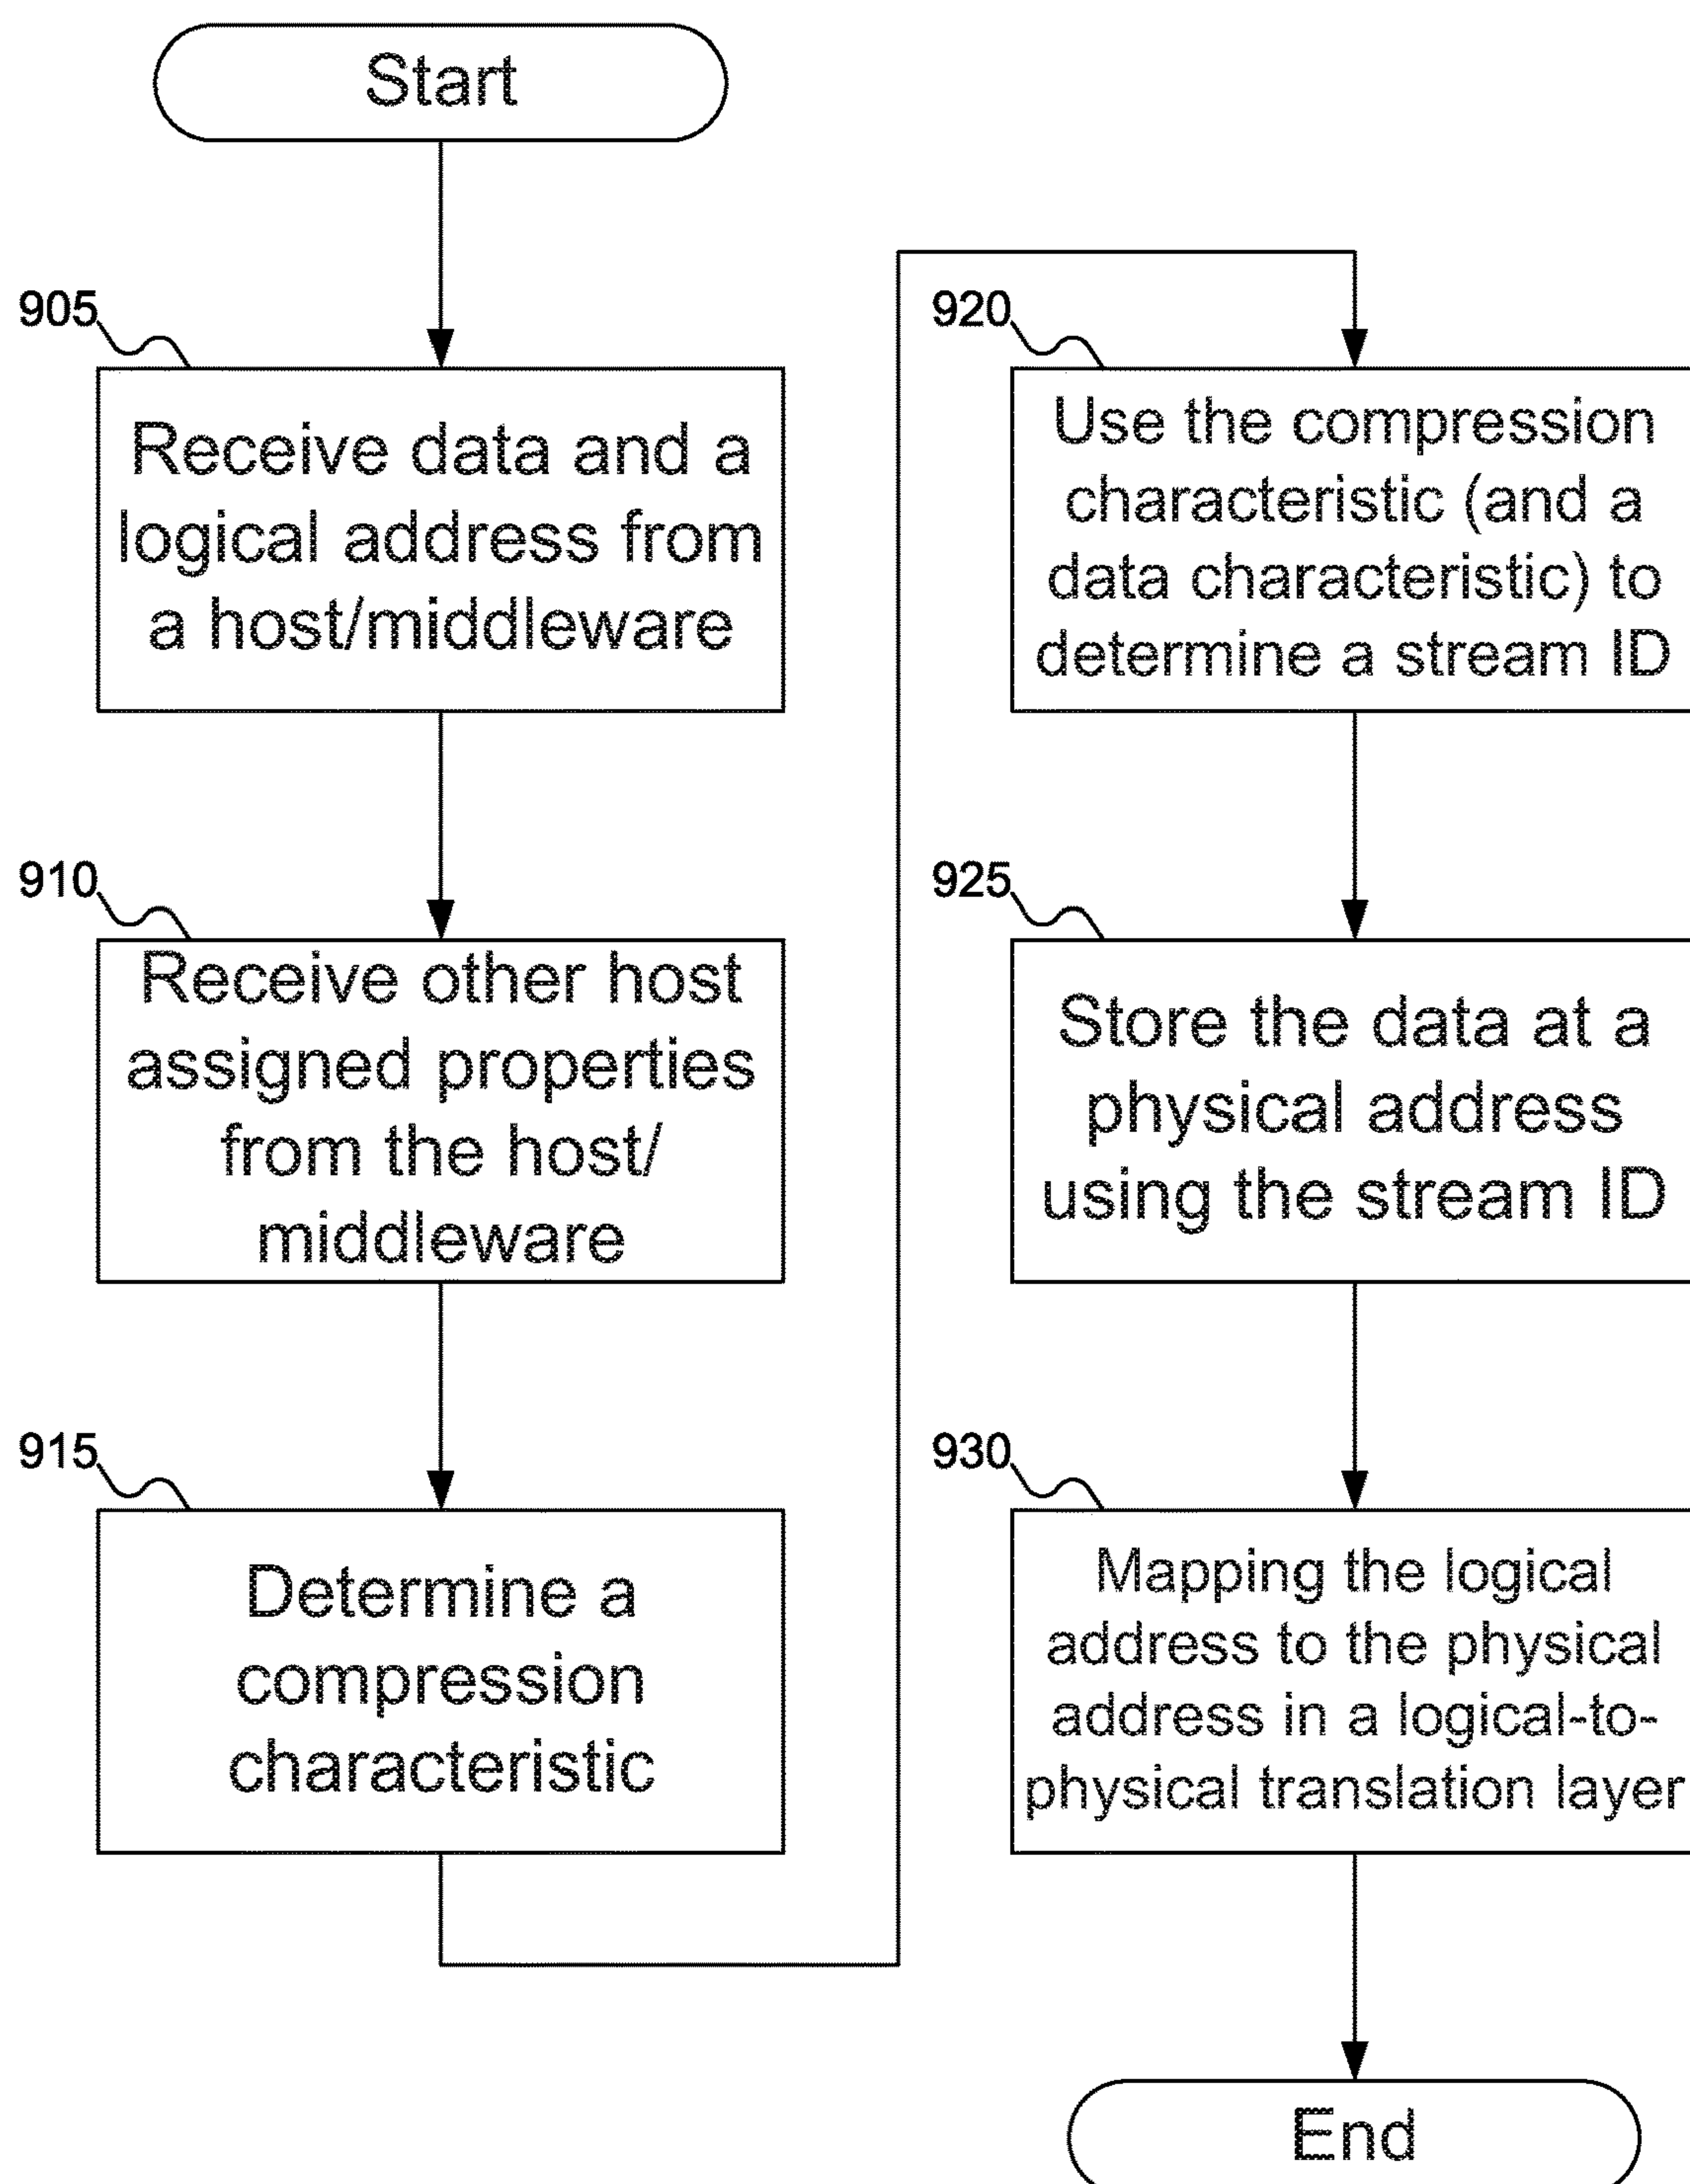 Start
905
Receive data and a
logical address from
a host/middleware
910
Receive other host
assigned properties
from the host/
middleware
915
Determine a
compression
characteristic
920
Use the compression
characteristic (and a
data characteristic) to
determine a stream ID
925
Store the data at a
physical address
using the stream ID
930
Mapping the logical
address to the physical
address in a logical-to-
physical translation layer
End